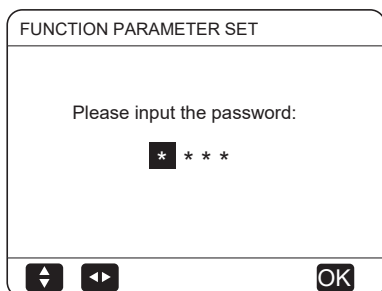 FUNCTION PARAMETER SET
Please input the password:
* * * *
OK